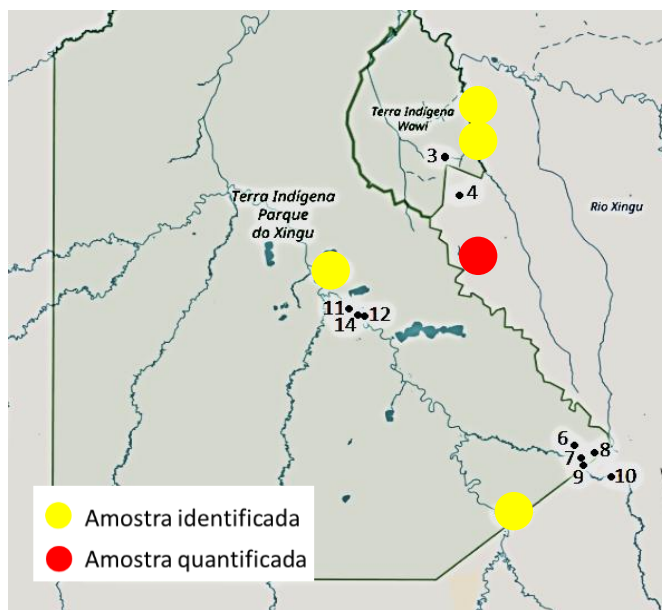 Terra Indígena
Wawi
3
4
Terra Indígena
Parque
do Xingu
Rio Xingu
11
14
12
6
7
8
9
10
Amostra identificada
Amostra quantificada